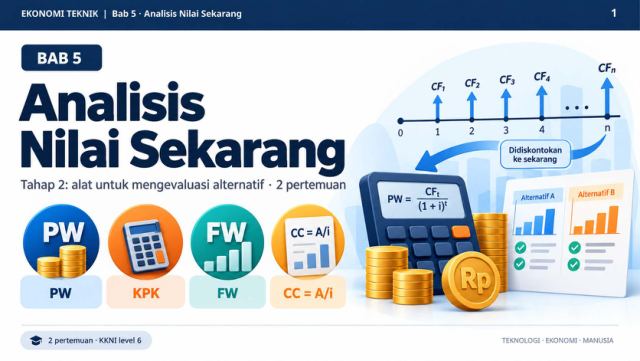 EKONOMI TEKNIK | Bab 5 · Analisis Nilai Sekarang
1
BAB 5
Analisis
Nilai Sekarang
Tahap 2: alat untuk mengevaluasi alternatif · 2 pertemuan
PW
FW
CC = A/i
PW
KPK
FW
CC = A/i
CF₁
CF₂
CF₃
CF₄
CFₙ
...
0 1 2 3 4 n
Didiskontokan
ke sekarang
PW = CFₜ / (1 + i)ᵗ
Alternatif A
Alternatif B
Rp
2 pertemuan · KKNI level 6
TEKNOLOGI · EKONOMI · MANUSIA